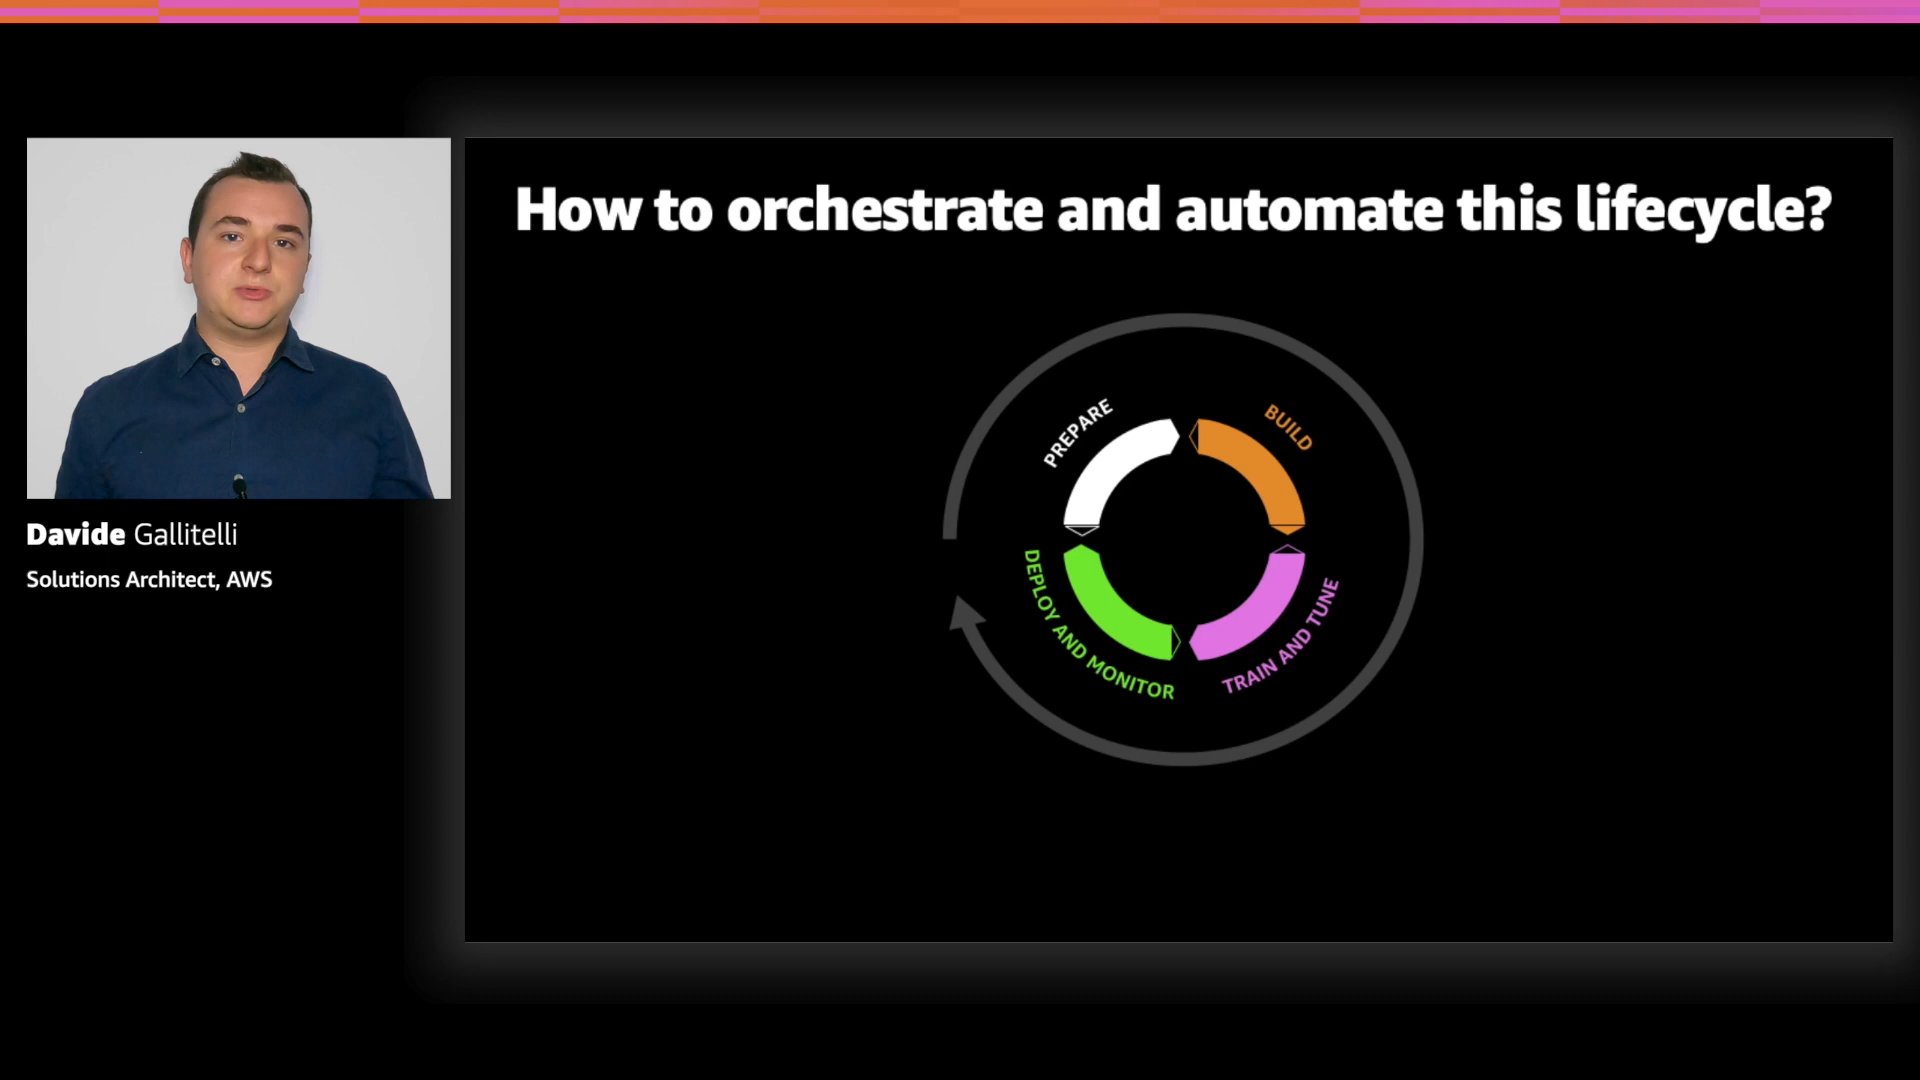 How to orchestrate and automate this lifecycle?
PREPARE
BUILD
DEPLOY AND MONITOR
TRAIN AND TUNE
Davide Gallitelli
Solutions Architect, AWS